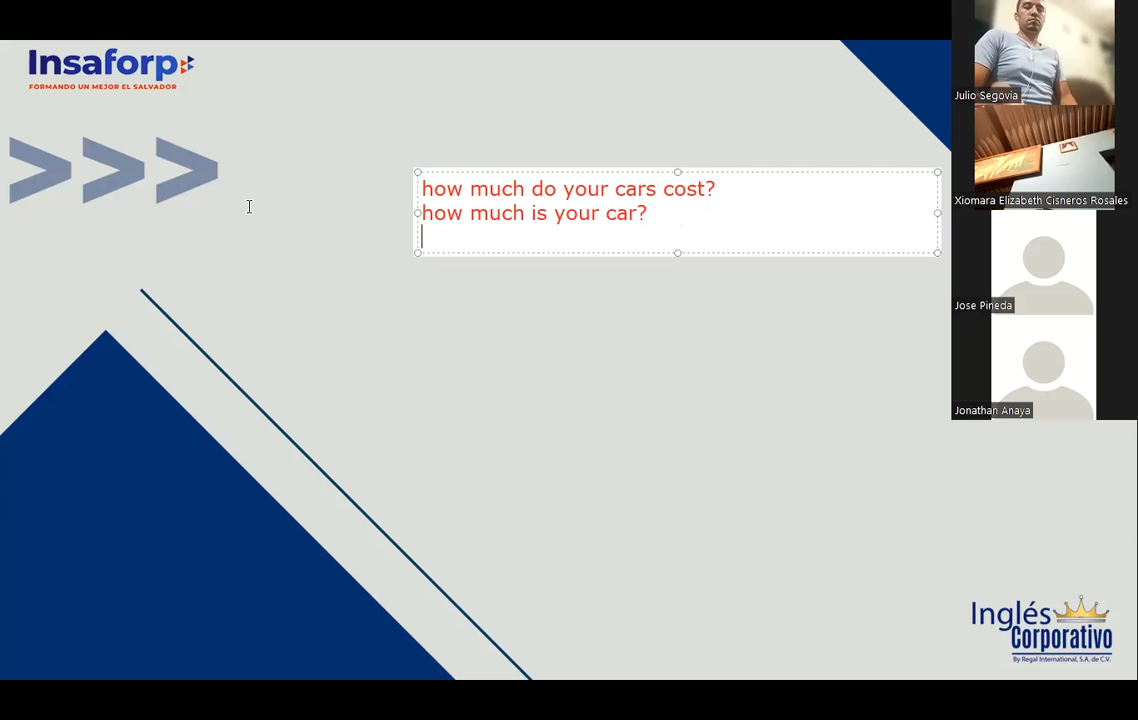 Insaforp
FORMANDO UN MEJOR EL SALVADOR
>>>
how much do your cars cost?
how much is your car?
Julio Segovia
Xiomara Elizabeth Cisneros Rosales
Jose Pineda
Jonathan Anaya
Inglés
Corporativo
By Regal International, S.A. de C.V.